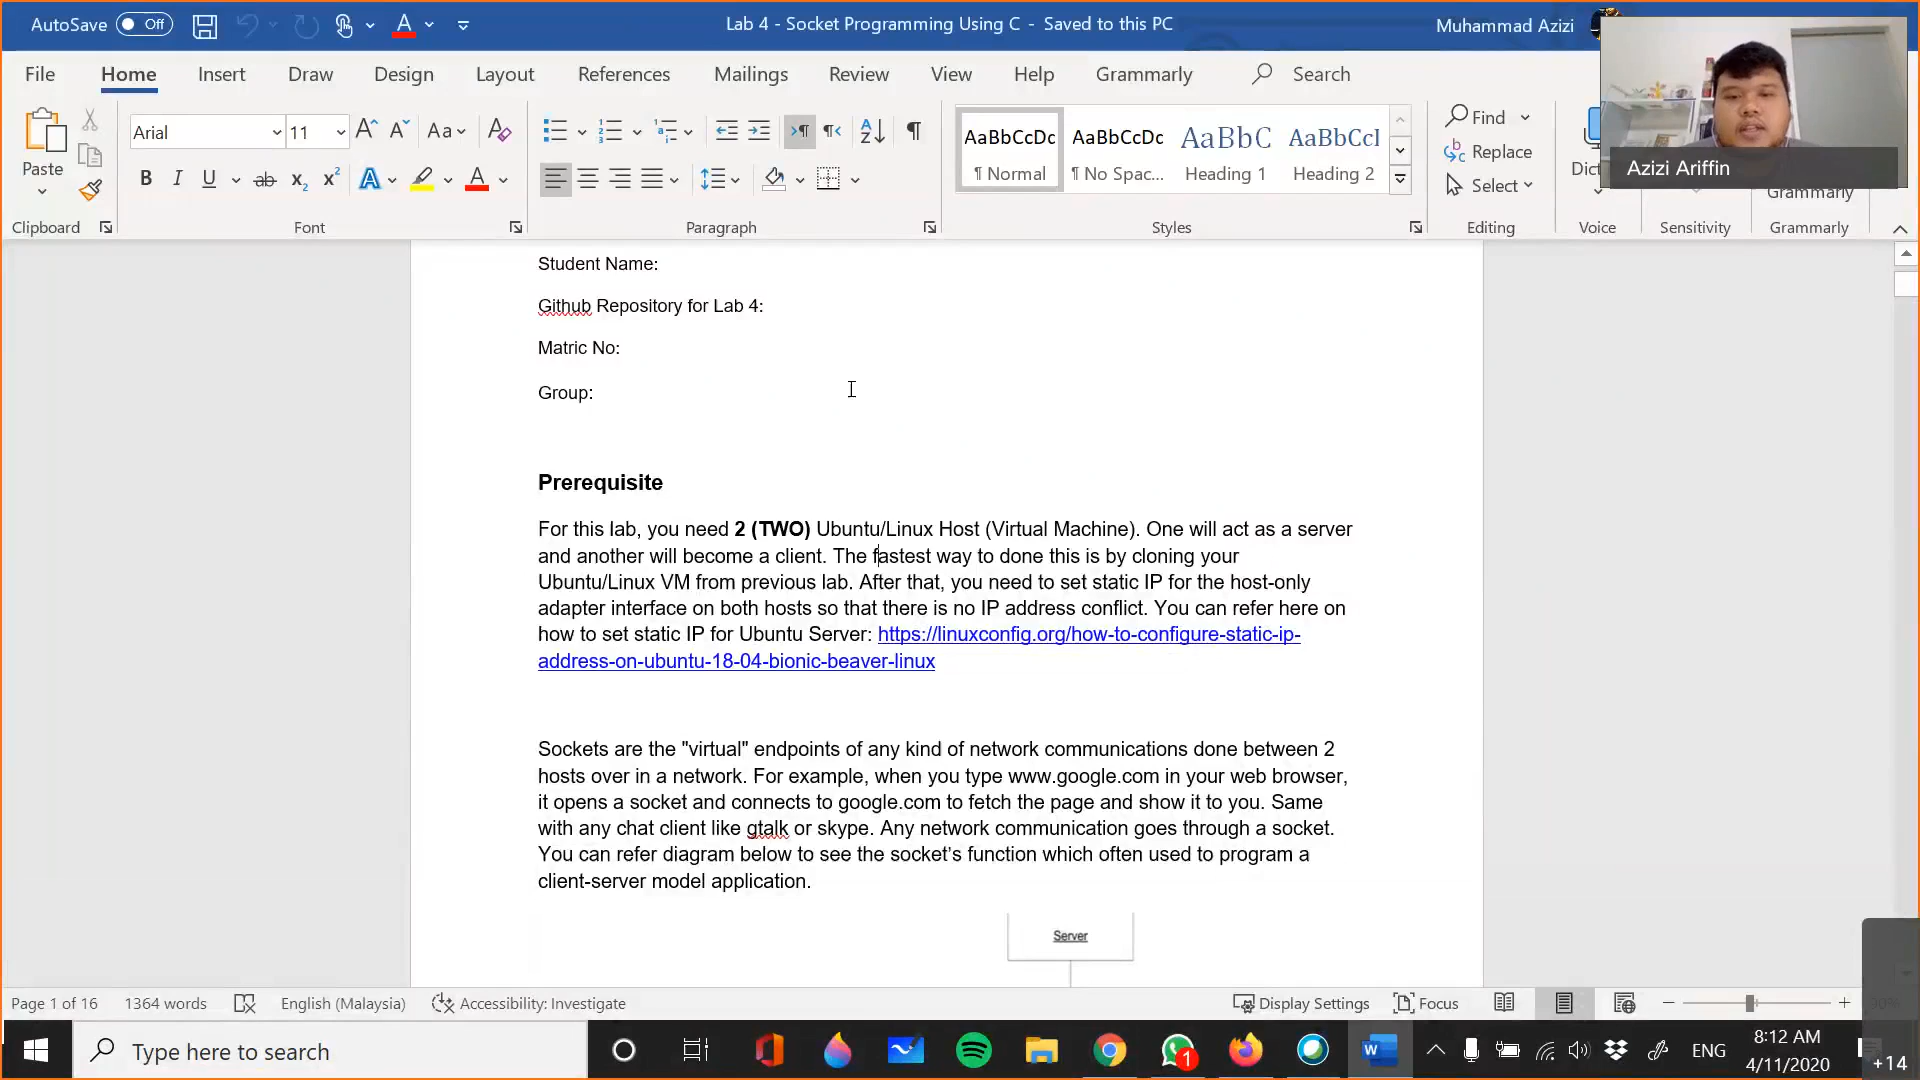 AutoSave Off
Lab 4 - Socket Programming Using C - Saved to this PC
Muhammad Azizi
File Home Insert Draw Design Layout References Mailings Review View Help Grammarly Search
Paste
Clipboard
Arial 11
Aa
B I U ab x₂ x² A A
Font
Paragraph
AaBbCcDc AaBbCcDc AaBbC AaBbCcI
¶ Normal ¶ No Spac... Heading 1 Heading 2
Styles
Find
Replace
Select
Editing
Dict
Voice
Sensitivity
Grammarly
Grammarly
Azizi Ariffin
Student Name:
Github Repository for Lab 4:
Matric No:
Group:
Prerequisite
For this lab, you need 2 (TWO) Ubuntu/Linux Host (Virtual Machine). One will act as a server
and another will become a client. The fastest way to done this is by cloning your
Ubuntu/Linux VM from previous lab. After that, you need to set static IP for the host-only
adapter interface on both hosts so that there is no IP address conflict. You can refer here on
how to set static IP for Ubuntu Server: https://linuxconfig.org/how-to-configure-static-ip-
address-on-ubuntu-18-04-bionic-beaver-linux
Sockets are the "virtual" endpoints of any kind of network communications done between 2
hosts over in a network. For example, when you type www.google.com in your web browser,
it opens a socket and connects to google.com to fetch the page and show it to you. Same
with any chat client like gtalk or skype. Any network communication goes through a socket.
You can refer diagram below to see the socket's function which often used to program a
client-server model application.
Server
Page 1 of 16 1364 words English (Malaysia) Accessibility: Investigate
Display Settings Focus
Type here to search
1
ENG
8:12 AM
4/11/2020
+14